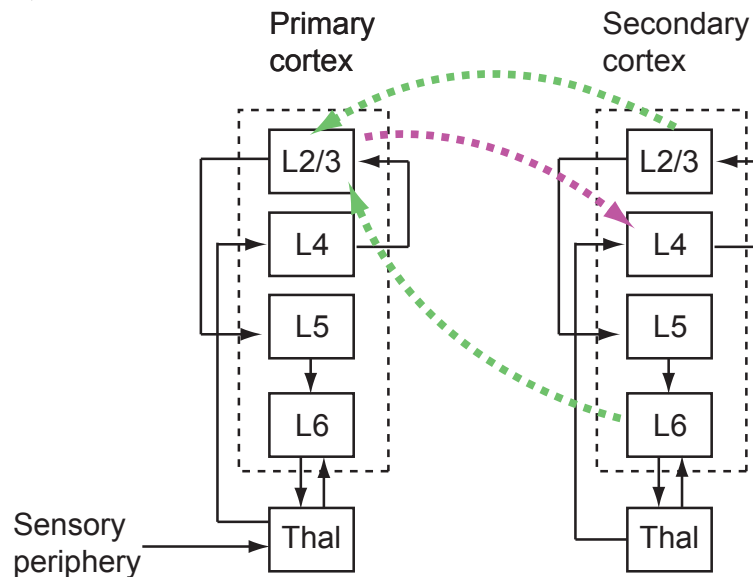 Primary
cortex
Secondary
cortex
L2/3
L2/3
L4
L4
L5
L5
L6
L6
Sensory
periphery
Thal
Thal